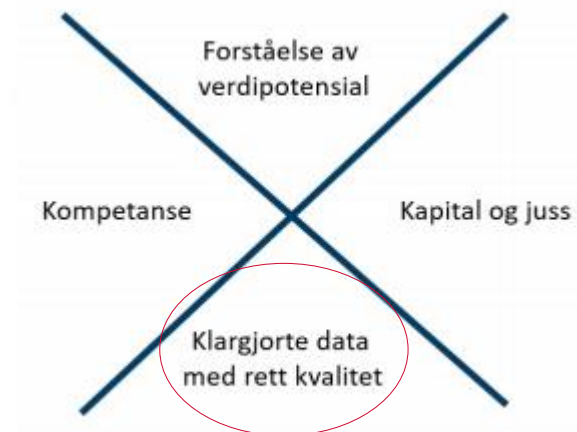 Forståelse av
verdipotensial
Kompetanse
Kapital og juss
Klargjorte data
med rett kvalitet